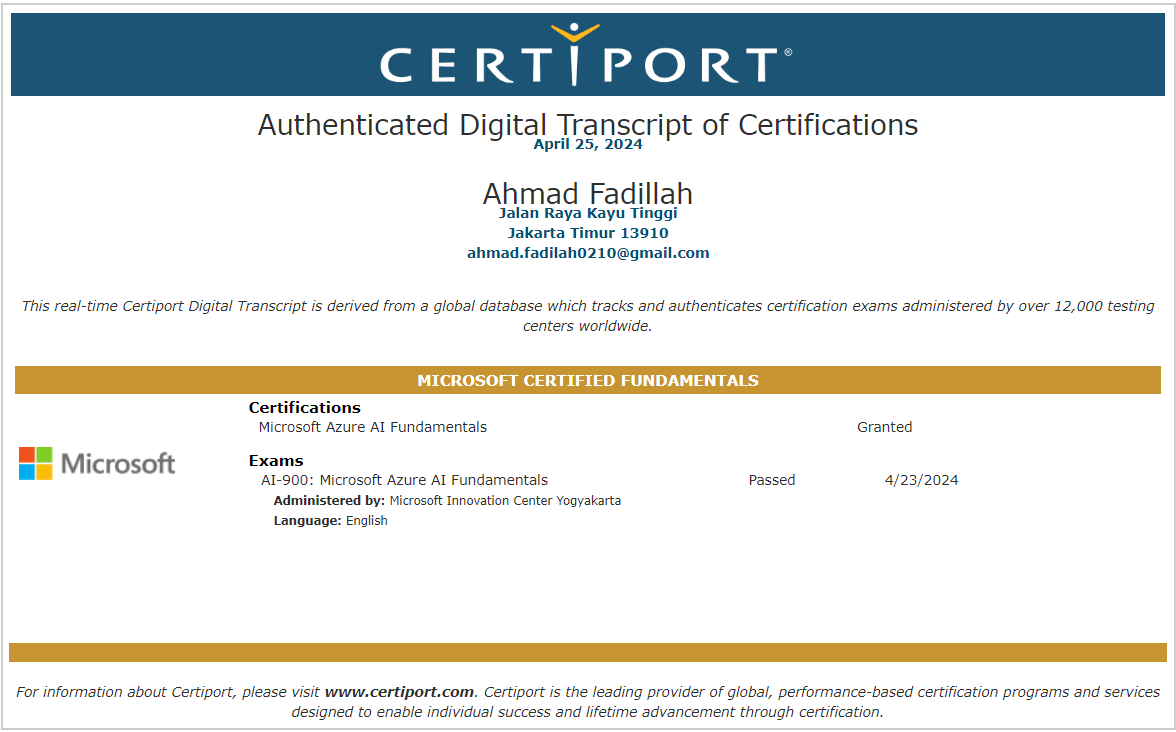 CERTIPORT®
Authenticated Digital Transcript of Certifications
April 25, 2024
Ahmad Fadillah
Jalan Raya Kayu Tinggi
Jakarta Timur 13910
ahmad.fadilah0210@gmail.com
This real-time Certiport Digital Transcript is derived from a global database which tracks and authenticates certification exams administered by over 12,000 testing
centers worldwide.
MICROSOFT CERTIFIED FUNDAMENTALS
Microsoft
Certifications
Microsoft Azure AI Fundamentals Granted
Exams
AI-900: Microsoft Azure AI Fundamentals Passed 4/23/2024
Administered by: Microsoft Innovation Center Yogyakarta
Language: English
For information about Certiport, please visit www.certiport.com. Certiport is the leading provider of global, performance-based certification programs and services
designed to enable individual success and lifetime advancement through certification.